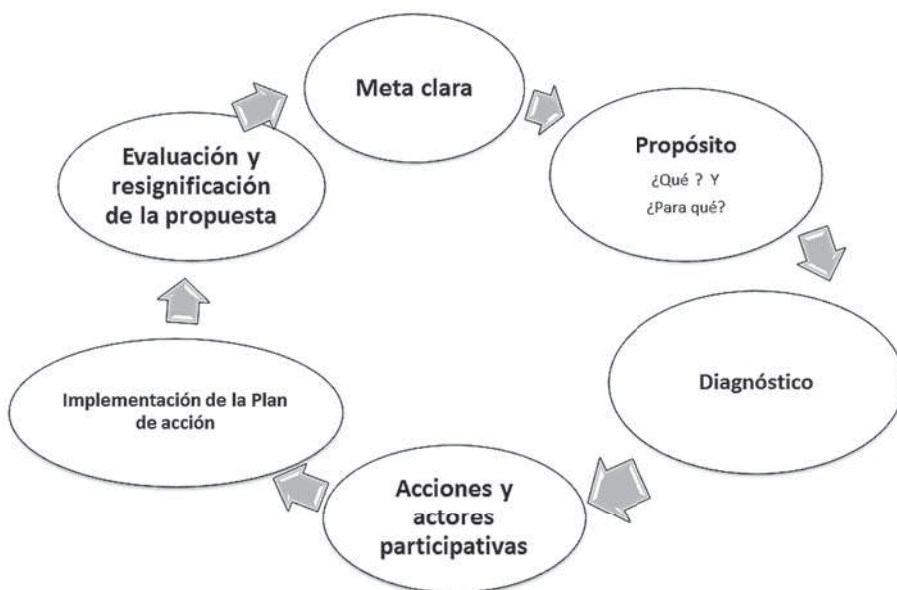 Meta clara
Propósito
¿Qué ? Y
¿Para qué?
Diagnóstico
Acciones y
actores
participativas
Implementación de la Plan
de acción
Evaluación y
resignificación
de la propuesta